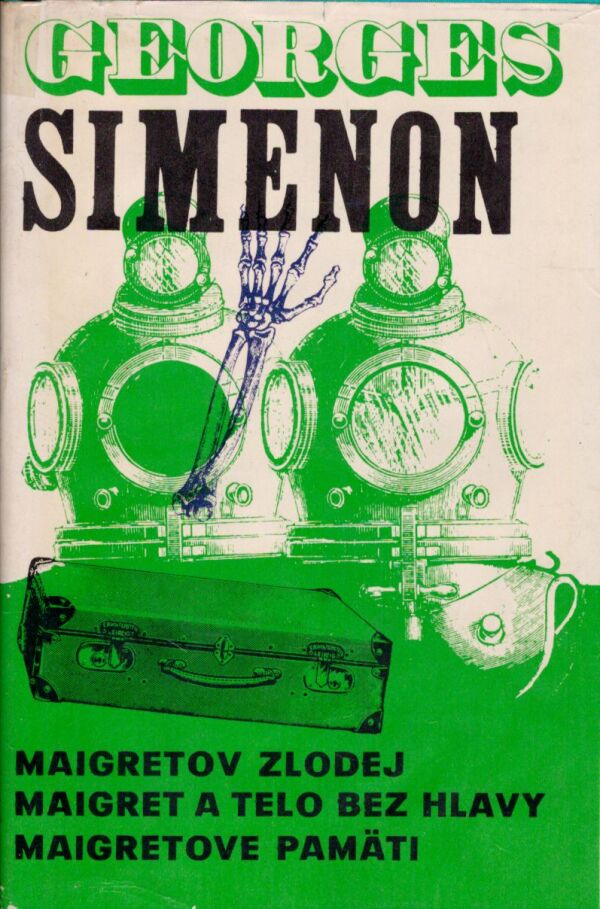 GEORGES
SIMENON
MAIGRETOV ZLODEJ
MAIGRET A TELO BEZ HLAVY
MAIGRETOVE PAMÄTI